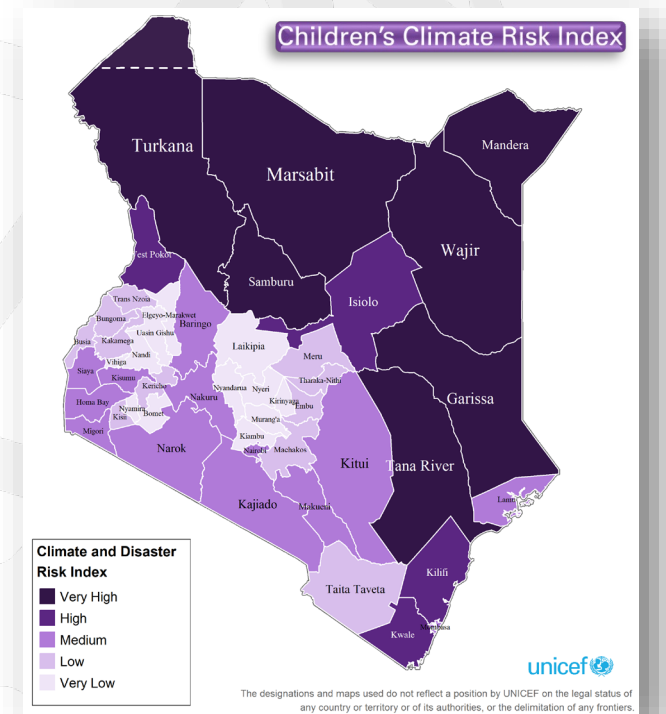 Children's Climate Risk Index
Turkana
Marsabit
Mandera
Wajir
est Pokot
Samburu
Isiolo
Trans Nzoia
Elgeyo-Marakwet
Bungoma
Baringo
Uasin Gishu
Busia
Kakamega
Laikipia
Nandi
Meru
Vihiga
Siaya
Kisumu
Kericho
Tharaka-Nithi
Nyandarua
Nyeri
Nakuru
Garissa
Homa Bay
Kirinyaga
Embu
Nyamira
Bomet
Kisii
Murang'a
Migori
Kiambu
Narok
Nairobi
Machakos
Kitui
Tana River
Kajiado
Makueni
Lamu
Climate and Disaster
Risk Index
Very High
High
Medium
Low
Very Low
Kilifi
Taita Taveta
Mombasa
Kwale
unicef
The designations and maps used do not reflect a position by UNICEF on the legal status of
any country or territory or of its authorities, or the delimitation of any frontiers.